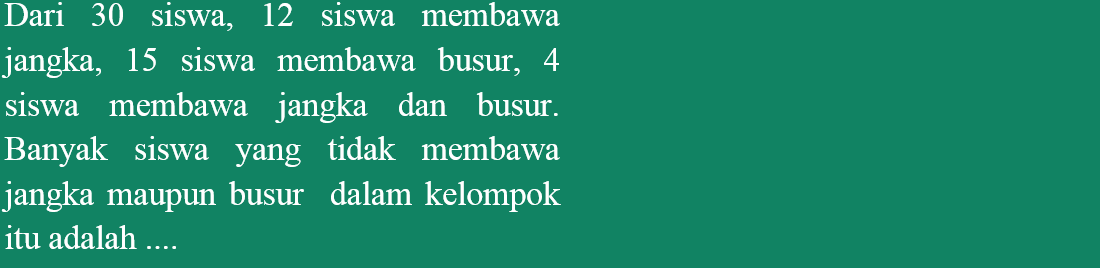 Dari 30 siswa, 12 siswa membawa
jangka, 15 siswa membawa busur, 4
siswa membawa jangka dan busur.
Banyak siswa yang tidak membawa
jangka maupun busur dalam kelompok
itu adalah ....